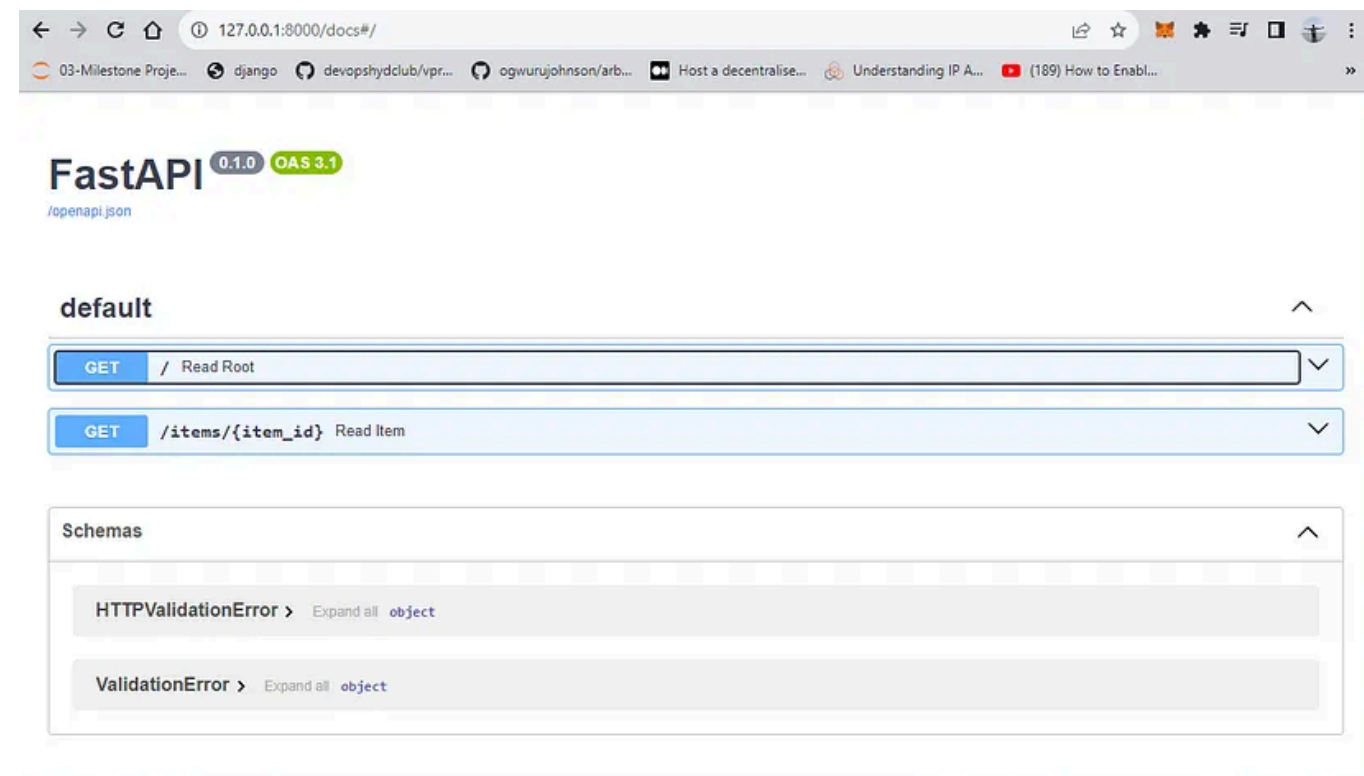 127.0.0.1:8000/docs#/
03-Milestone Proje... django devopshydclub/vpr... ogwurujohnson/arb... Host a decentralise... Understanding IP A... (189) How to Enabl... »
FastAPI 0.1.0 OAS 3.1
/openapi.json
default
GET / Read Root
GET /items/{item_id} Read Item
Schemas
HTTPValidationError > Expand all object
ValidationError > Expand all object